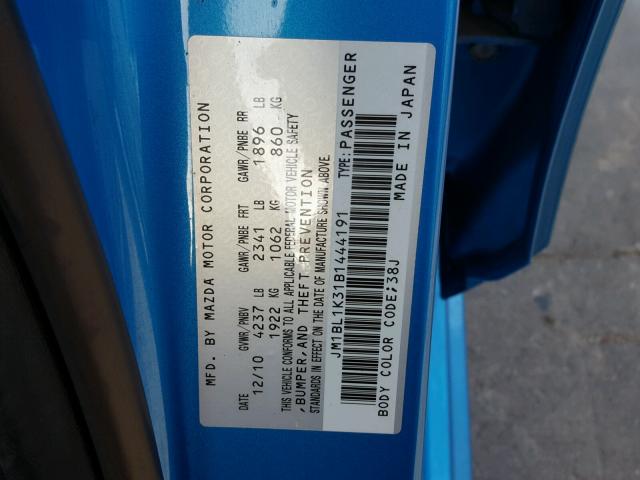 MFD. BY MAZDA MOTOR CORPORATION
DATE GVWR/PNBV GAWR/PNBE FRT GAWR/PNBE RR
12/10 4237 LB 2341 LB 1896 LB
1922 KG 1062 KG 860 KG
THIS VEHICLE CONFORMS TO ALL APPLICABLE FEDERAL MOTOR VEHICLE SAFETY
,BUMPER,AND THEFT PREVENTION
STANDARDS IN EFFECT ON THE DATE OF MANUFACTURE SHOWN ABOVE.
JM1BL1K31B1444191 TYPE:PASSENGER
BODY COLOR CODE;38J MADE IN JAPAN